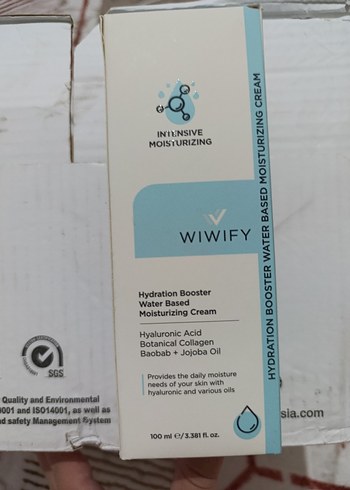 INTENSIVE
MOISTURIZING
WIWIFY
Hydration Booster
Water Based
Moisturizing Cream
Hyaluronic Acid
Botanical Collagen
Baobab + Jojoba Oil
Provides the daily moisture
needs of your skin with
hyaluronic and various oils
100 ml ℮/3.381 fl. oz.
HYDRATION BOOSTER WATER BASED MOISTURIZING CREAM
SGS
Quality and Environmental
9001 and ISO14001, as well as
nd safety Management System
sia.com